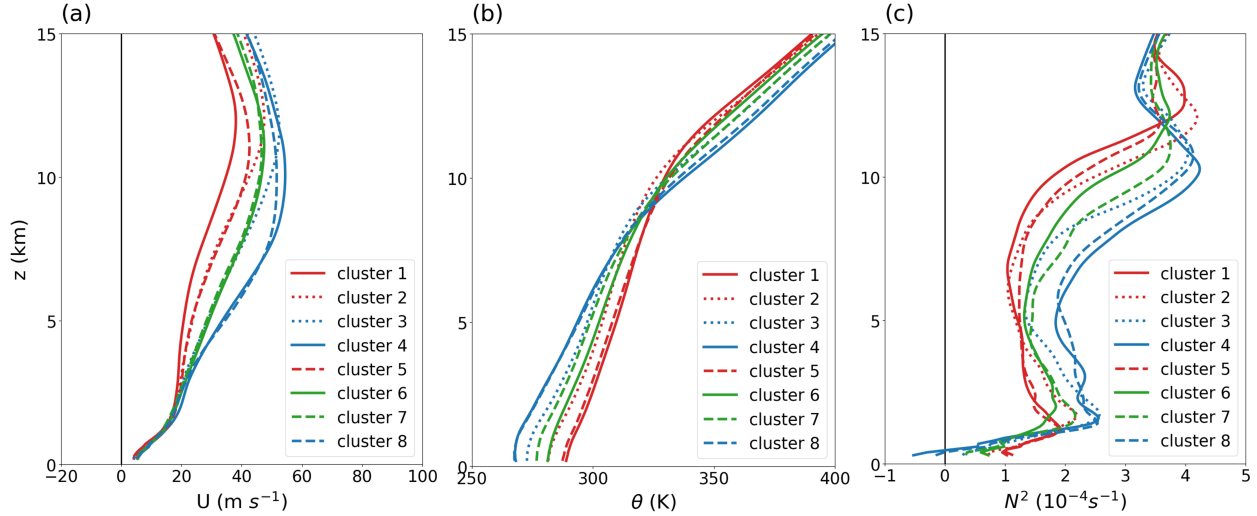 (a)
15
10
5
0
z (km)
−20
0
20
40
60
80
100
U (m s⁻¹)
cluster 1
cluster 2
cluster 3
cluster 4
cluster 5
cluster 6
cluster 7
cluster 8
(b)
15
10
5
0
250
300
350
400
θ (K)
cluster 1
cluster 2
cluster 3
cluster 4
cluster 5
cluster 6
cluster 7
cluster 8
(c)
15
10
5
0
−1
0
1
2
3
4
5
N² (10⁻⁴s⁻¹)
cluster 1
cluster 2
cluster 3
cluster 4
cluster 5
cluster 6
cluster 7
cluster 8